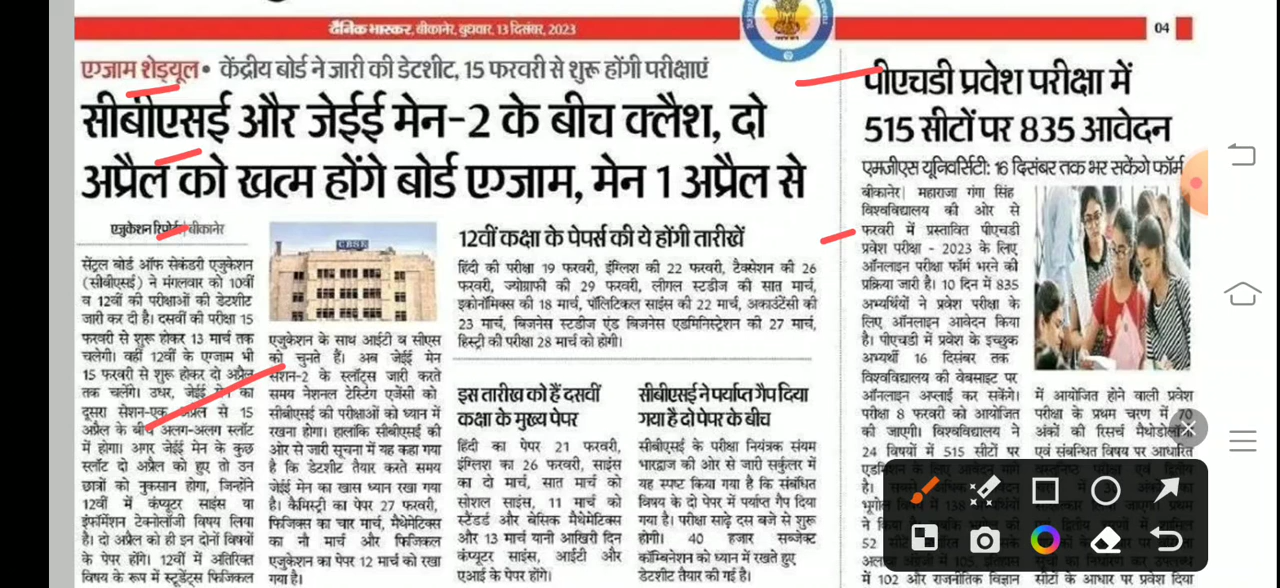 दैनिक भास्कर, बीकानेर, बुधवार, 13 दिसंबर, 2023
04
एग्जाम शेड्यूल • केंद्रीय बोर्ड ने जारी की डेटशीट, 15 फरवरी से शुरू होंगी परीक्षाएं
सीबीएसई और जेईई मेन-2 के बीच क्लैश, दो
अप्रैल को खत्म होंगे बोर्ड एग्जाम, मेन 1 अप्रैल से
एजुकेशन रिपोर्टर | बीकानेर
सेंट्रल बोर्ड ऑफ सेकंडरी एजुकेशन
(सीबीएसई) ने मंगलवार को 10वीं
व 12वीं की परीक्षाओं की डेटशीट
जारी कर दी है। दसवीं की परीक्षा 15
फरवरी से शुरू होकर 13 मार्च तक
चलेगी। वहीं 12वीं के एग्जाम भी
15 फरवरी से शुरू होकर दो अप्रैल
तक चलेंगे। उधर, जेईई मेन का
दूसरा सेशन-एक अप्रैल से 15
अप्रैल के बीच अलग-अलग स्लॉट
में होगा। अगर जेईई मेन के कुछ
स्लॉट दो अप्रैल को हुए तो उन
छात्रों को नुकसान होगा, जिन्होंने
12वीं में कंप्यूटर साइंस या
इंफॉर्मेशन टेक्नोलॉजी विषय लिया
है। दो अप्रैल को ही इन दोनों विषयों
के पेपर होंगे। 12वीं में अतिरिक्त
विषय के रूप में स्टूडेंट्स फिजिकल
CBSE
एजुकेशन के साथ आईटी व सीएस
को चुनते हैं। अब जेईई मेन
सेशन-2 के स्लॉट्स जारी करते
समय नेशनल टेस्टिंग एजेंसी को
सीबीएसई की परीक्षाओं को ध्यान में
रखना होगा। हालांकि सीबीएसई की
ओर से जारी सूचना में यह कहा गया
है कि डेटशीट तैयार करते समय
जेईई मेन का खास ध्यान रखा गया
है। कैमिस्ट्री का पेपर 27 फरवरी,
फिजिक्स का चार मार्च, मैथेमेटिक्स
का नौ मार्च और फिजिकल
एजुकेशन का पेपर 12 मार्च को रखा
गया है।
12वीं कक्षा के पेपर्स की ये होंगी तारीखें
हिंदी की परीक्षा 19 फरवरी, इंग्लिश की 22 फरवरी, टैक्सेशन की 26
फरवरी, ज्योग्राफी की 29 फरवरी, लीगल स्टडीज की सात मार्च,
इकोनॉमिक्स की 18 मार्च, पॉलिटिकल साइंस की 22 मार्च, अकाउंटेंसी की
23 मार्च, बिजनेस स्टडीज एंड बिजनेस एडमिनिस्ट्रेशन की 27 मार्च,
हिस्ट्री की परीक्षा 28 मार्च को होगी।
इस तारीख को हैं दसवीं
कक्षा के मुख्य पेपर
हिंदी का पेपर 21 फरवरी,
इंग्लिश का 26 फरवरी, साइंस
का दो मार्च, सात मार्च को
सोशल साइंस, 11 मार्च को
स्टैंडर्ड और बेसिक मैथेमेटिक्स
और 13 मार्च यानी आखिरी दिन
कंप्यूटर साइंस, आईटी और
एआई के पेपर होंगे।
सीबीएसई ने पर्याप्त गैप दिया
गया है दो पेपर के बीच
सीबीएसई के परीक्षा नियंत्रक संयम
भारद्वाज की ओर से जारी सर्कुलर में
यह स्पष्ट किया गया है कि संबंधित
विषय के दो पेपर में पर्याप्त गैप दिया
गया है। परीक्षा साढ़े दस बजे से शुरू
होगी। 40 हजार सब्जेक्ट
कॉम्बिनेशन को ध्यान में रखते हुए
डेटशीट तैयार की गई है।
पीएचडी प्रवेश परीक्षा में
515 सीटों पर 835 आवेदन
एमजीएस यूनिवर्सिटी: 16 दिसंबर तक भर सकेंगे फॉर्म
बीकानेर| महाराजा गंगा सिंह
विश्वविद्यालय की ओर से
फरवरी में प्रस्तावित पीएचडी
प्रवेश परीक्षा - 2023 के लिए
ऑनलाइन परीक्षा फॉर्म भरने की
प्रक्रिया जारी है। 10 दिन में 835
अभ्यर्थियों ने प्रवेश परीक्षा के
लिए ऑनलाइन आवेदन किया
है। पीएचडी में प्रवेश के इच्छुक
अभ्यर्थी 16 दिसंबर तक
विश्वविद्यालय की वेबसाइट पर
ऑनलाइन अप्लाई कर सकेंगे।
परीक्षा 8 फरवरी को आयोजित
की जाएगी। विश्वविद्यालय ने
24 विषयों में 515 सीटों पर
है।
52
में 102 और राजनीतिक विज्ञान
में आयोजित होने वाली प्रवेश
परीक्षा के प्रथम चरण में 70
अंकों की रिसर्च मैथोडोलॉजी
एवं संबन्धित विषय पर आधारित
सीटों के आधार पर प्रवेश दिया